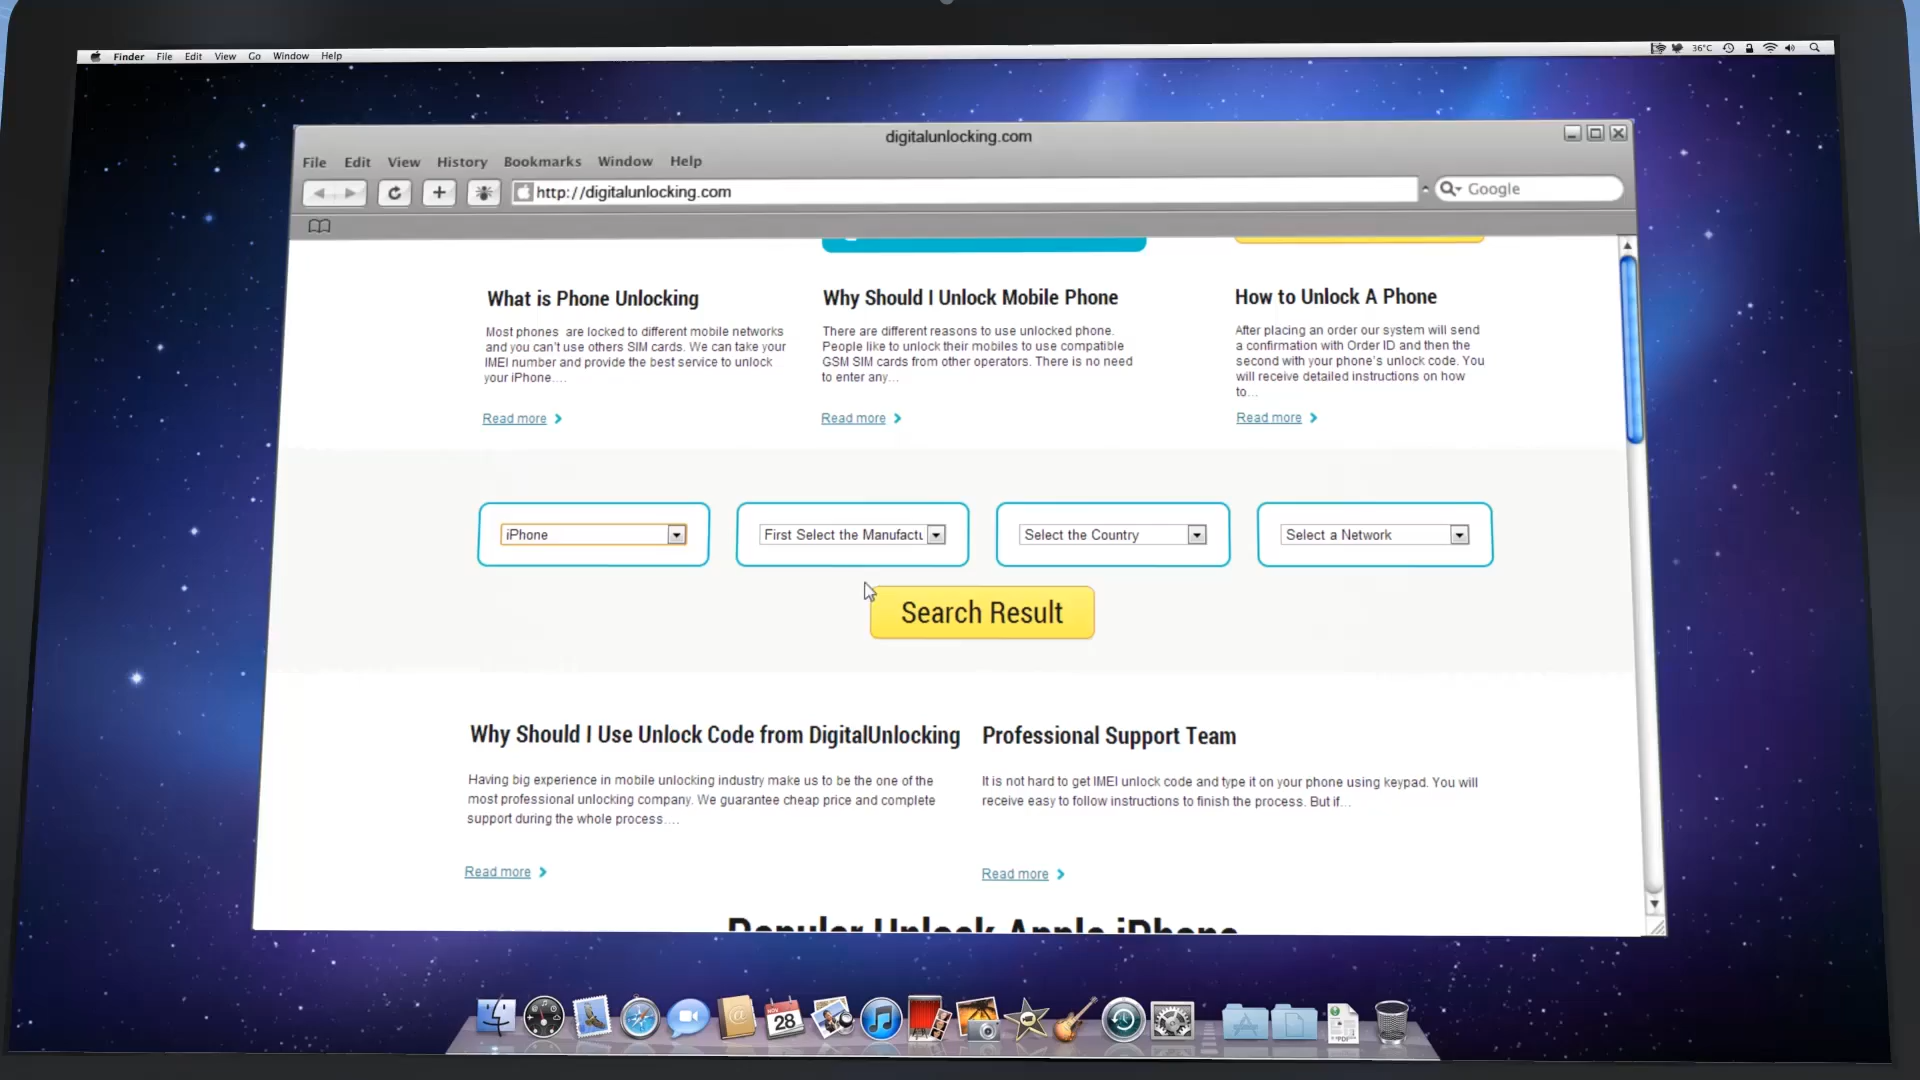 Finder File Edit View Go Window Help
36°C
digitalunlocking.com
File Edit View History Bookmarks Window Help
http://digitalunlocking.com
Google
What is Phone Unlocking
Most phones are locked to different mobile networks
and you can't use others SIM cards. We can take your
IMEI number and provide the best service to unlock
your iPhone....
Read more
Why Should I Unlock Mobile Phone
There are different reasons to use unlocked phone.
People like to unlock their mobiles to use compatible
GSM SIM cards from other operators. There is no need
to enter any...
Read more
How to Unlock A Phone
After placing an order our system will send
a confirmation with Order ID and then the
second with your phone's unlock code. You
will receive detailed instructions on how
to...
Read more
iPhone
First Select the Manufactu
Select the Country
Select a Network
Search Result
Why Should I Use Unlock Code from DigitalUnlocking
Having big experience in mobile unlocking industry make us to be the one of the
most professional unlocking company. We guarantee cheap price and complete
support during the whole process....
Read more
Professional Support Team
It is not hard to get IMEI unlock code and type it on your phone using keypad. You will
receive easy to follow instructions to finish the process. But if...
Read more
Popular Unlock Apple iPhone
NOV
28
PDF